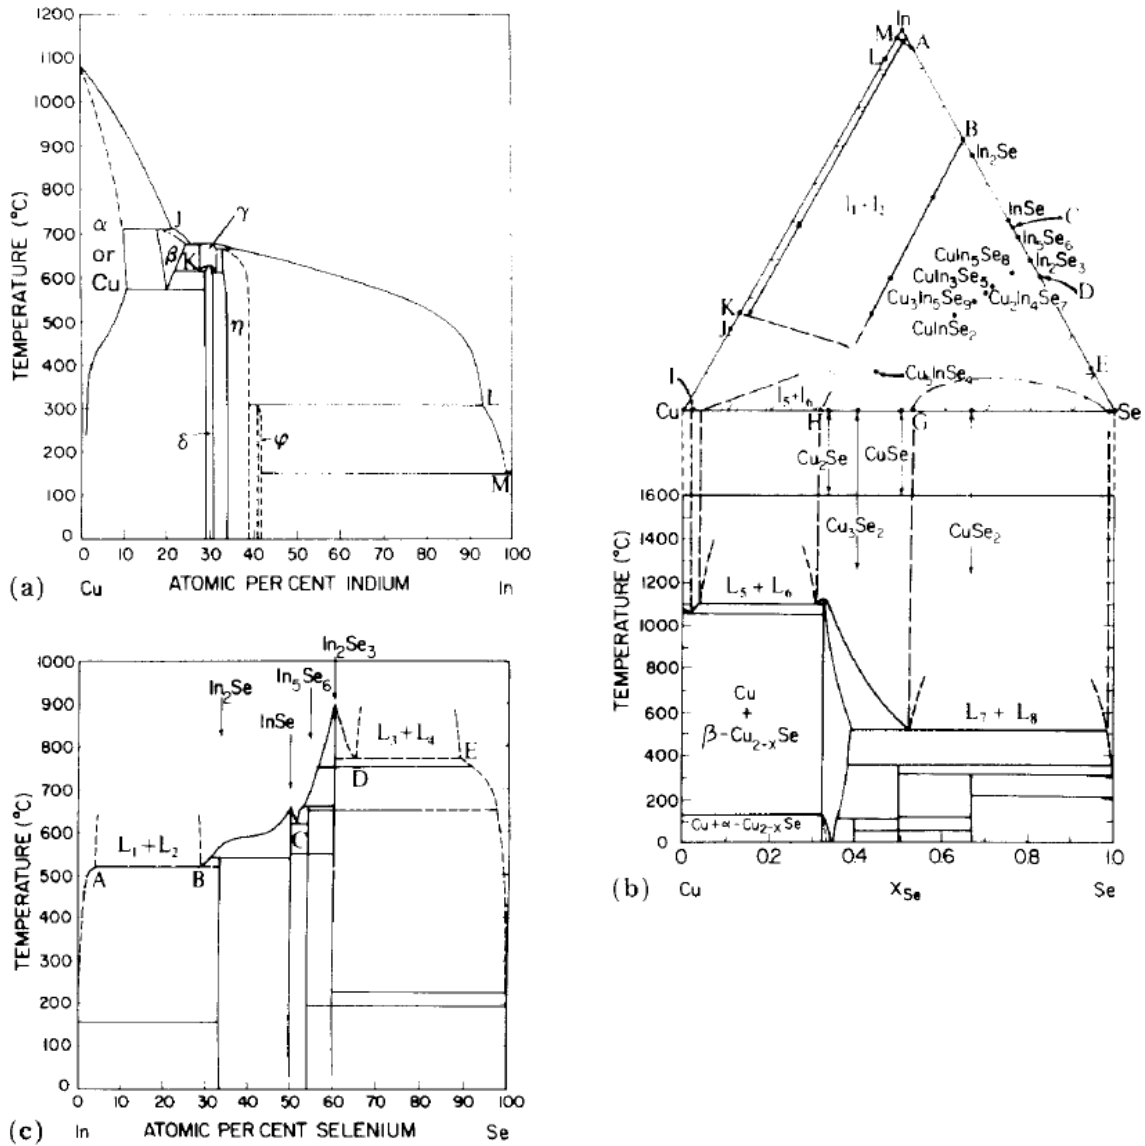 1200
1100
1000
900
800
700
600
500
400
300
200
100
0
TEMPERATURE (°C)
α
or
Cu
J
β
K
γ
η
δ
φ
L
M
0 10 20 30 40 50 60 70 80 90 100
(a) Cu ATOMIC PER CENT INDIUM In
In
M
A
L
B
In₂Se
InSe
C
In₅Se₆
In₂Se₃
D
CuIn₅Se₈
CuIn₃Se₅
Cu₃In₅Se₉
Cu₂In₄Se₇
CuInSe₂
K
J
E
I
Cu₅InSe₄
l₅+l₆
Cu H G Se
Cu₂Se
CuSe
Cu₃Se₂
CuSe₂
1600
1400
1200
1000
800
600
400
200
0
TEMPERATURE (°C)
L₅ + L₆
Cu
+
β-Cu₂₋ₓSe
L₇ + L₈
Cu+α-Cu₂₋ₓSe
0 0.2 0.4 0.6 0.8 1.0
(b) Cu X_Se Se
In₂Se₃
In₂Se
In₅Se₆
InSe
1000
900
800
700
600
500
400
300
200
100
0
TEMPERATURE (°C)
L₃+L₄
E
D
L₁+L₂
C
A
B
0 10 20 30 40 50 60 70 80 90 100
(c) In ATOMIC PER CENT SELENIUM Se